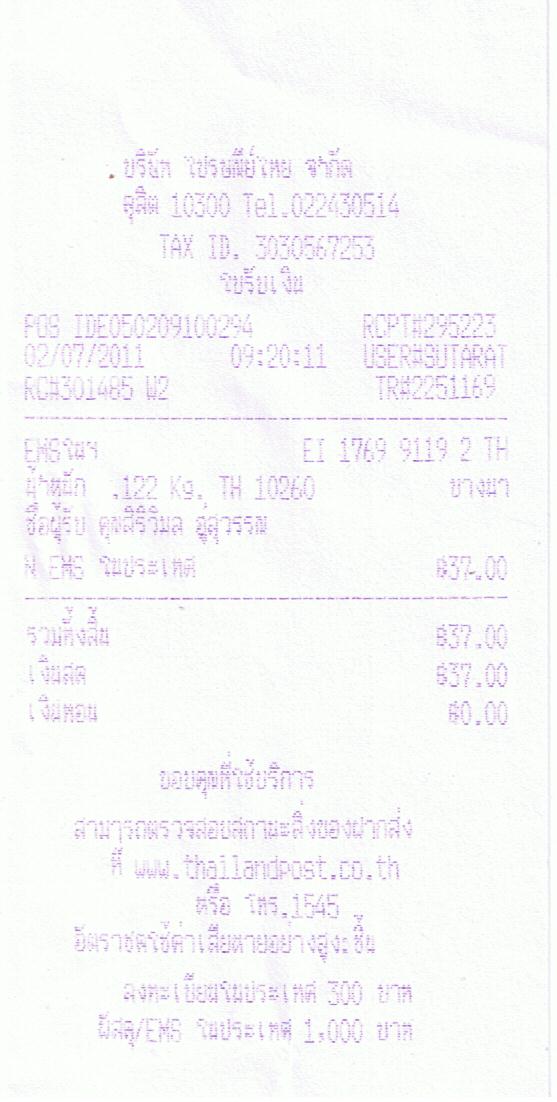 บริษัท ไปรษณีย์ไทย จำกัด
ดุสิต 10300 Tel.022430514
TAX ID. 3030567253
ใบรับเงิน
POS IDE050209100294 RCPT#295223
02/07/2011 09:20:11 USER#SUTARAT
RC#301485 W2 TR#2251169
EMSในฯ EI 1769 9119 2 TH
น้ำหนัก .122 Kg. TH 10260 บางนา
ชื่อผู้รับ คุณสิริวิมล
N EMS ในประเทศ ฿37.00
รวมทั้งสิ้น ฿37.00
เงินสด ฿37.00
เงินทอน ฿0.00
ขอบคุณที่ใช้บริการ
สามารถตรวจสอบสถานะสิ่งของฝากส่ง
ที่ www.thailandpost.co.th
หรือ โทร.1545
อัตราชดใช้ค่าเสียหายอย่างสูง:ชิ้น
ลงทะเบียนในประเทศ 300 บาท
พัสดุ/EMS ในประเทศ 1,000 บาท